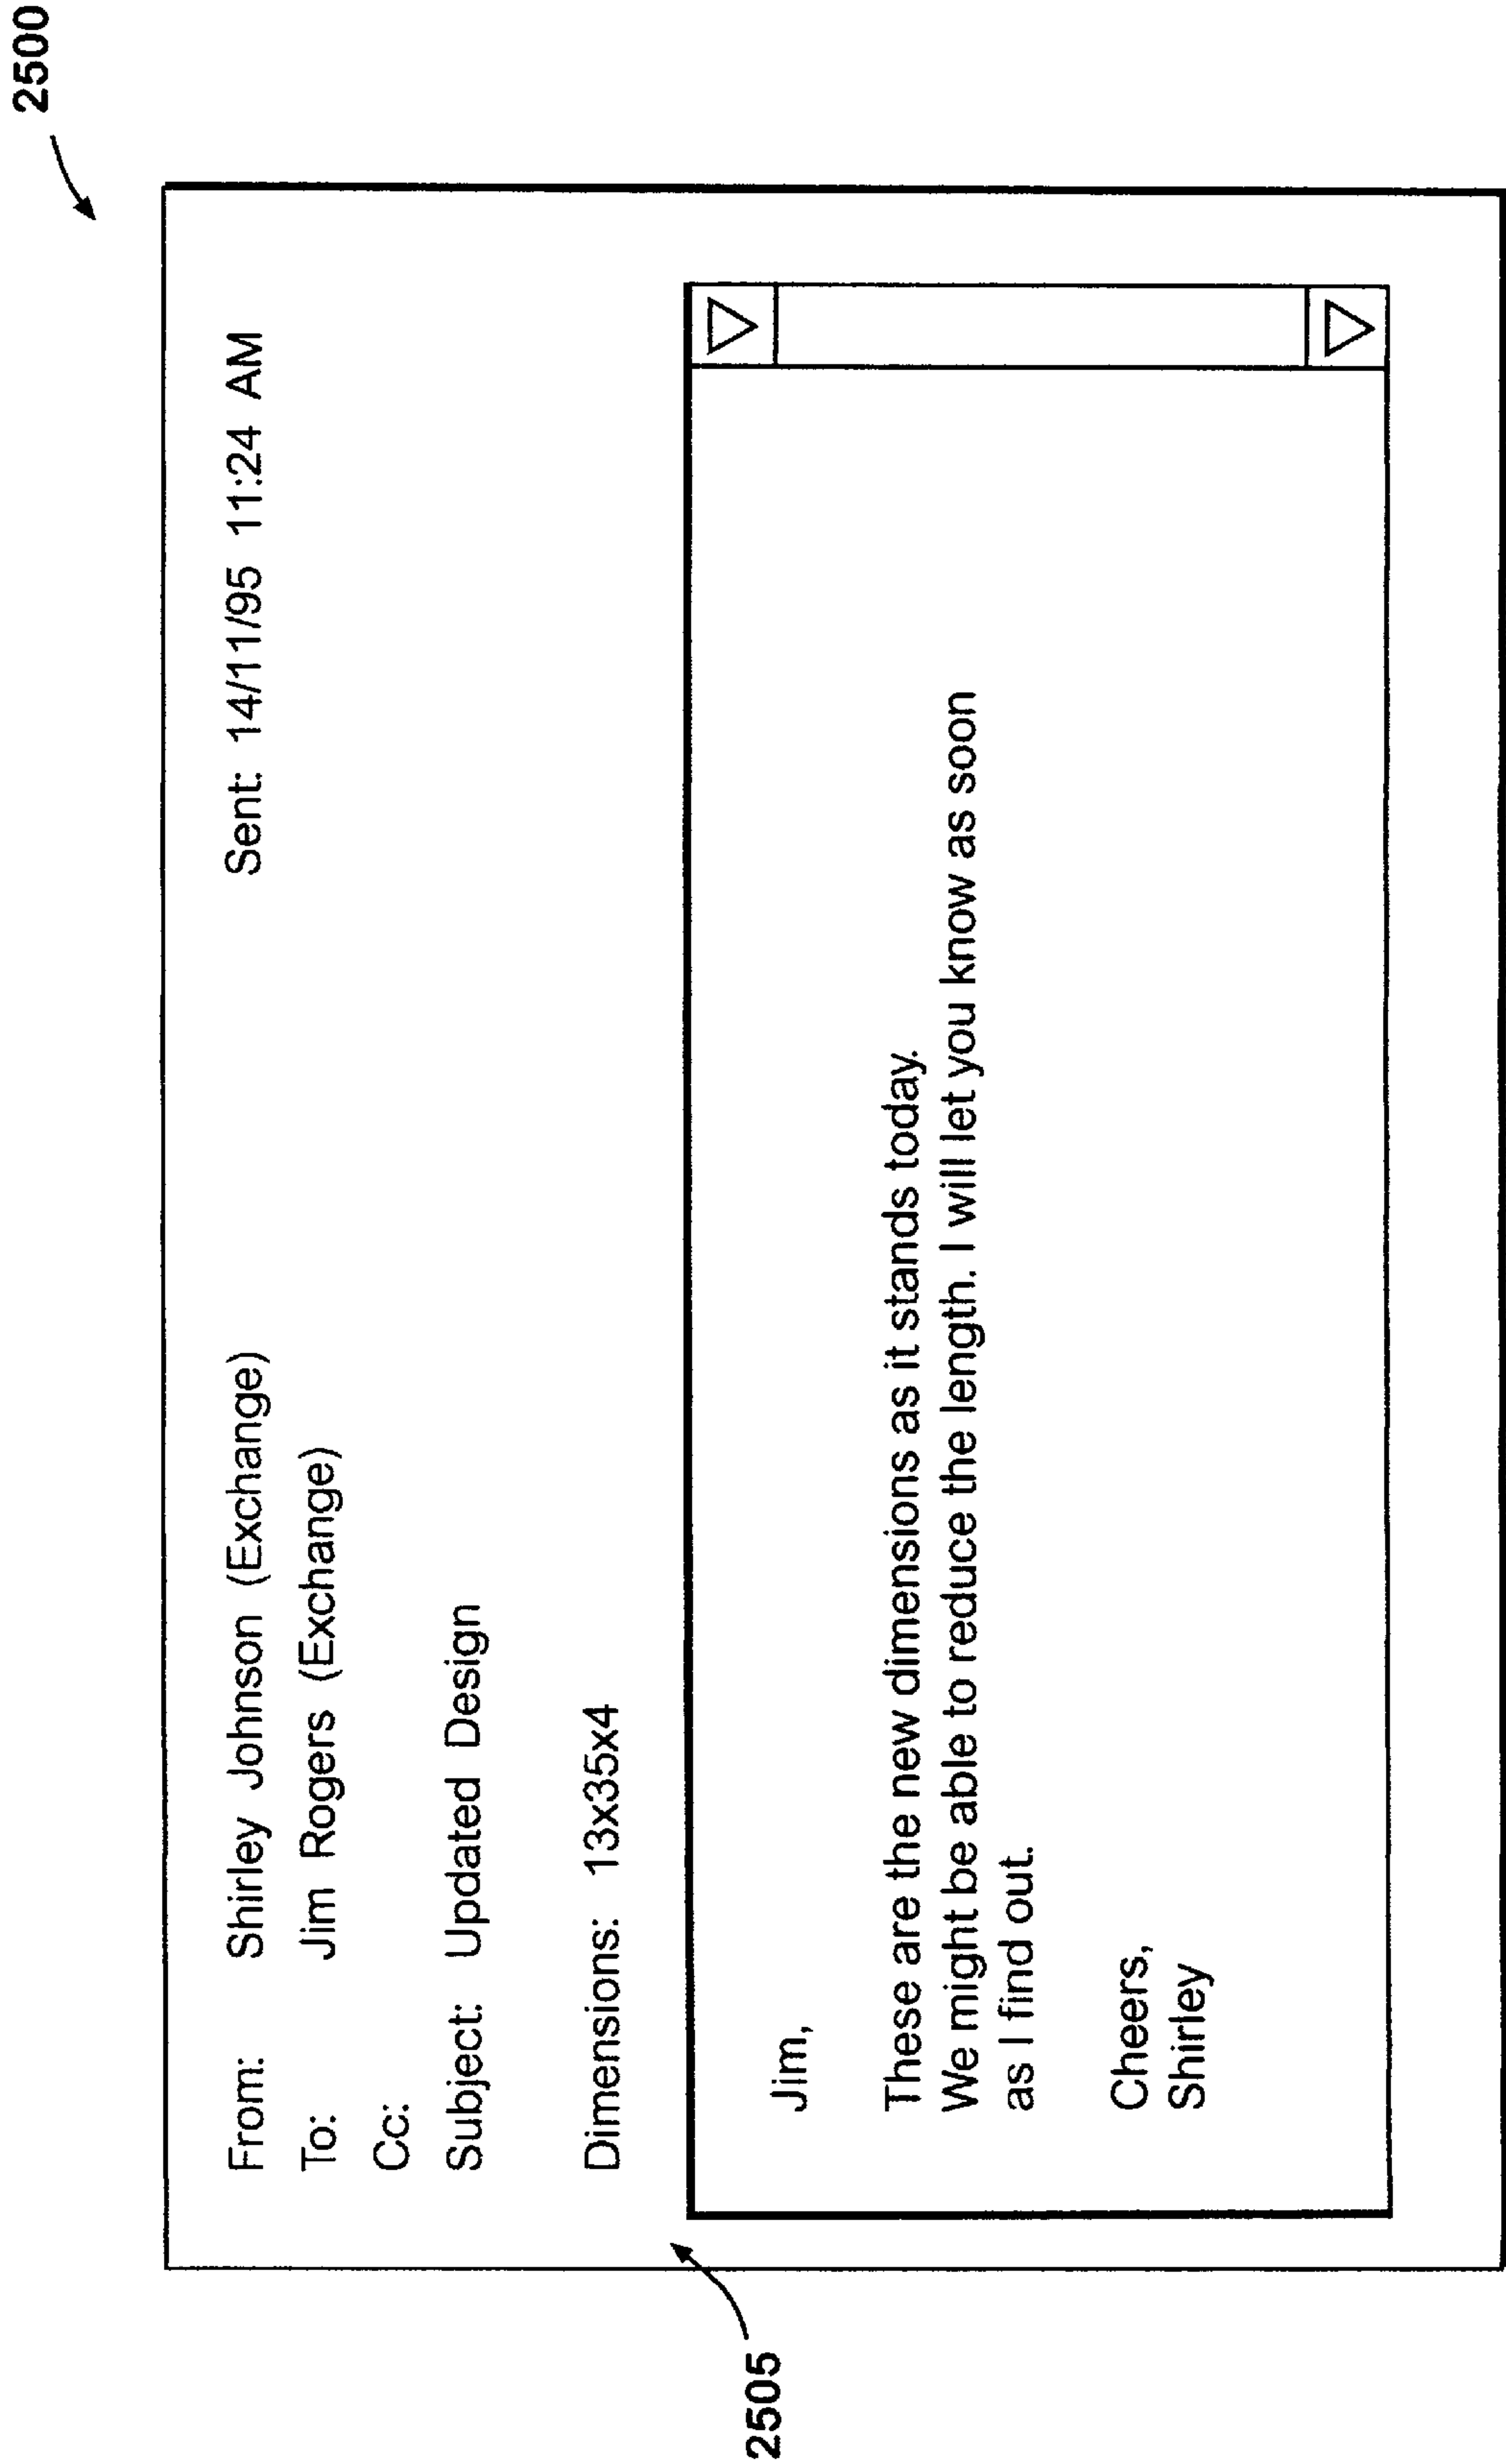 2500
From: Shirley Johnson (Exchange) Sent: 14/11/95 11:24 AM
To: Jim Rogers (Exchange)
Cc:
Subject: Updated Design
Dimensions: 13x35x4
2505
Jim,
These are the new dimensions as it stands today.
We might be able to reduce the length. I will let you know as soon
as I find out.
Cheers,
Shirley